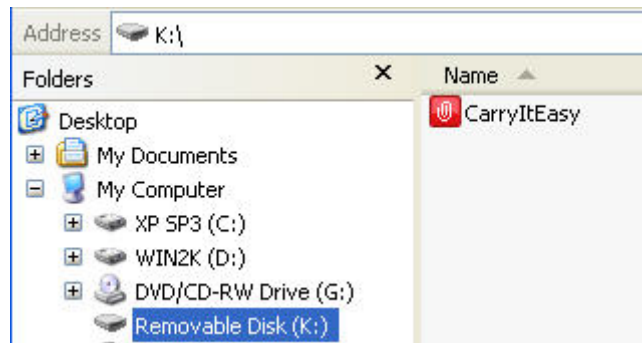 Address K:\
Folders
Name
Desktop
CarryItEasy
My Documents
My Computer
XP SP3 (C:)
WIN2K (D:)
DVD/CD-RW Drive (G:)
Removable Disk (K:)